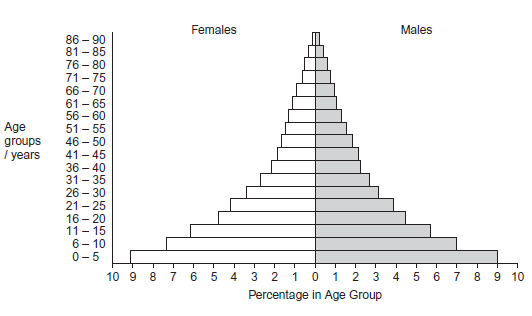 Females Males
86 – 90
81 – 85
76 – 80
71 – 75
66 – 70
61 – 65
56 – 60
51 – 55
46 – 50
41 – 45
36 – 40
31 – 35
26 – 30
21 – 25
16 – 20
11 – 15
6 – 10
0 – 5
Age
groups
/ years
10 9 8 7 6 5 4 3 2 1 0 1 2 3 4 5 6 7 8 9 10
Percentage in Age Group